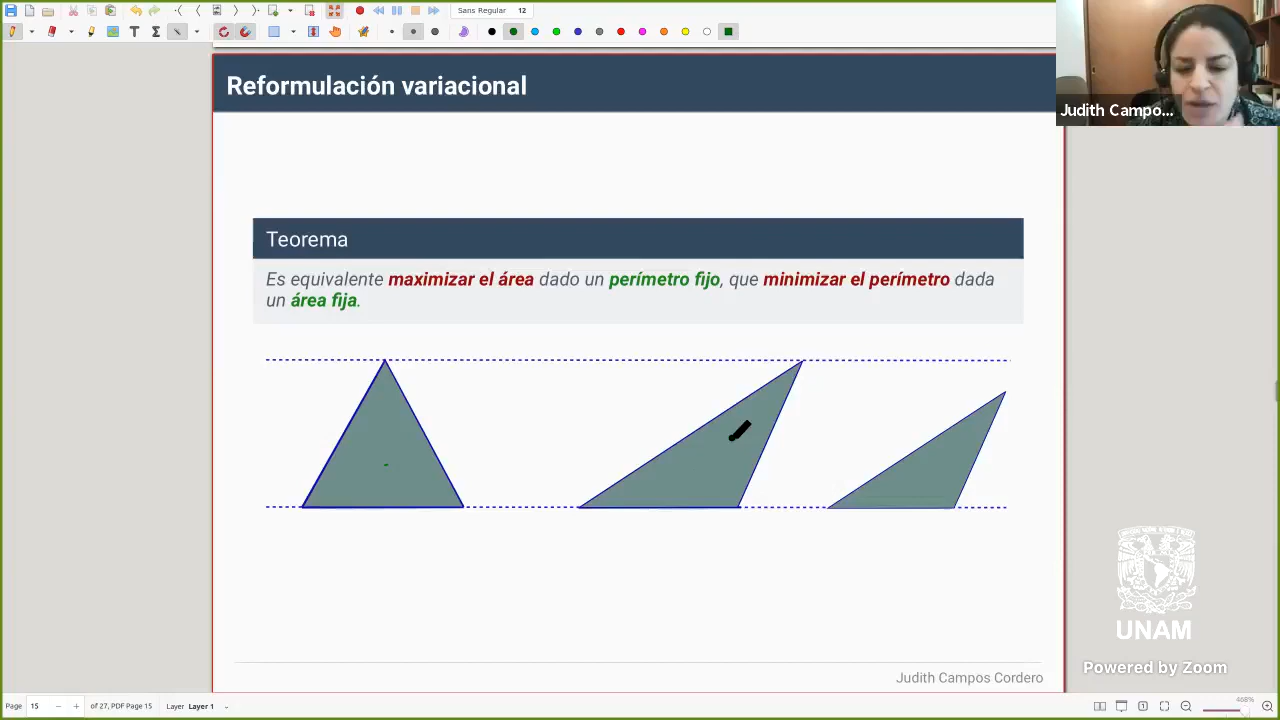 Sans Regular 12
Reformulación variacional
Judith Campo...
Teorema
Es equivalente maximizar el área dado un perímetro fijo, que minimizar el perímetro dada
un área fija.
UNAM
Powered by Zoom
Judith Campos Cordero
Page 15 of 27, PDF Page 15 Layer Layer 1
468%